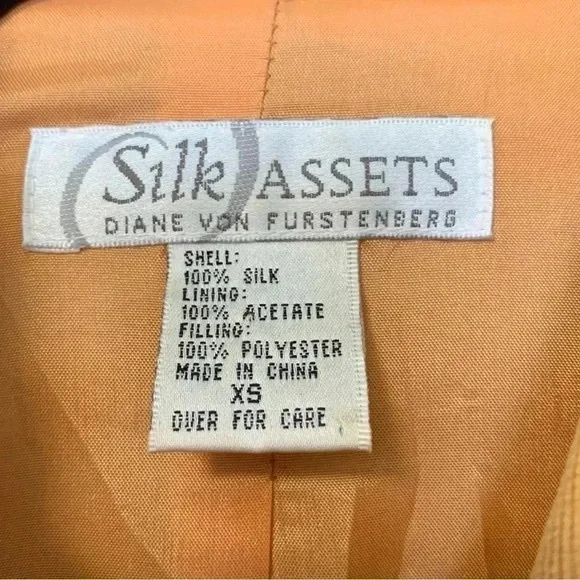 Silk ASSETS
DIANE VON FURSTENBERG
SHELL:
100% SILK
LINING:
100% ACETATE
FILLING:
100% POLYESTER
MADE IN CHINA
XS
OVER FOR CARE